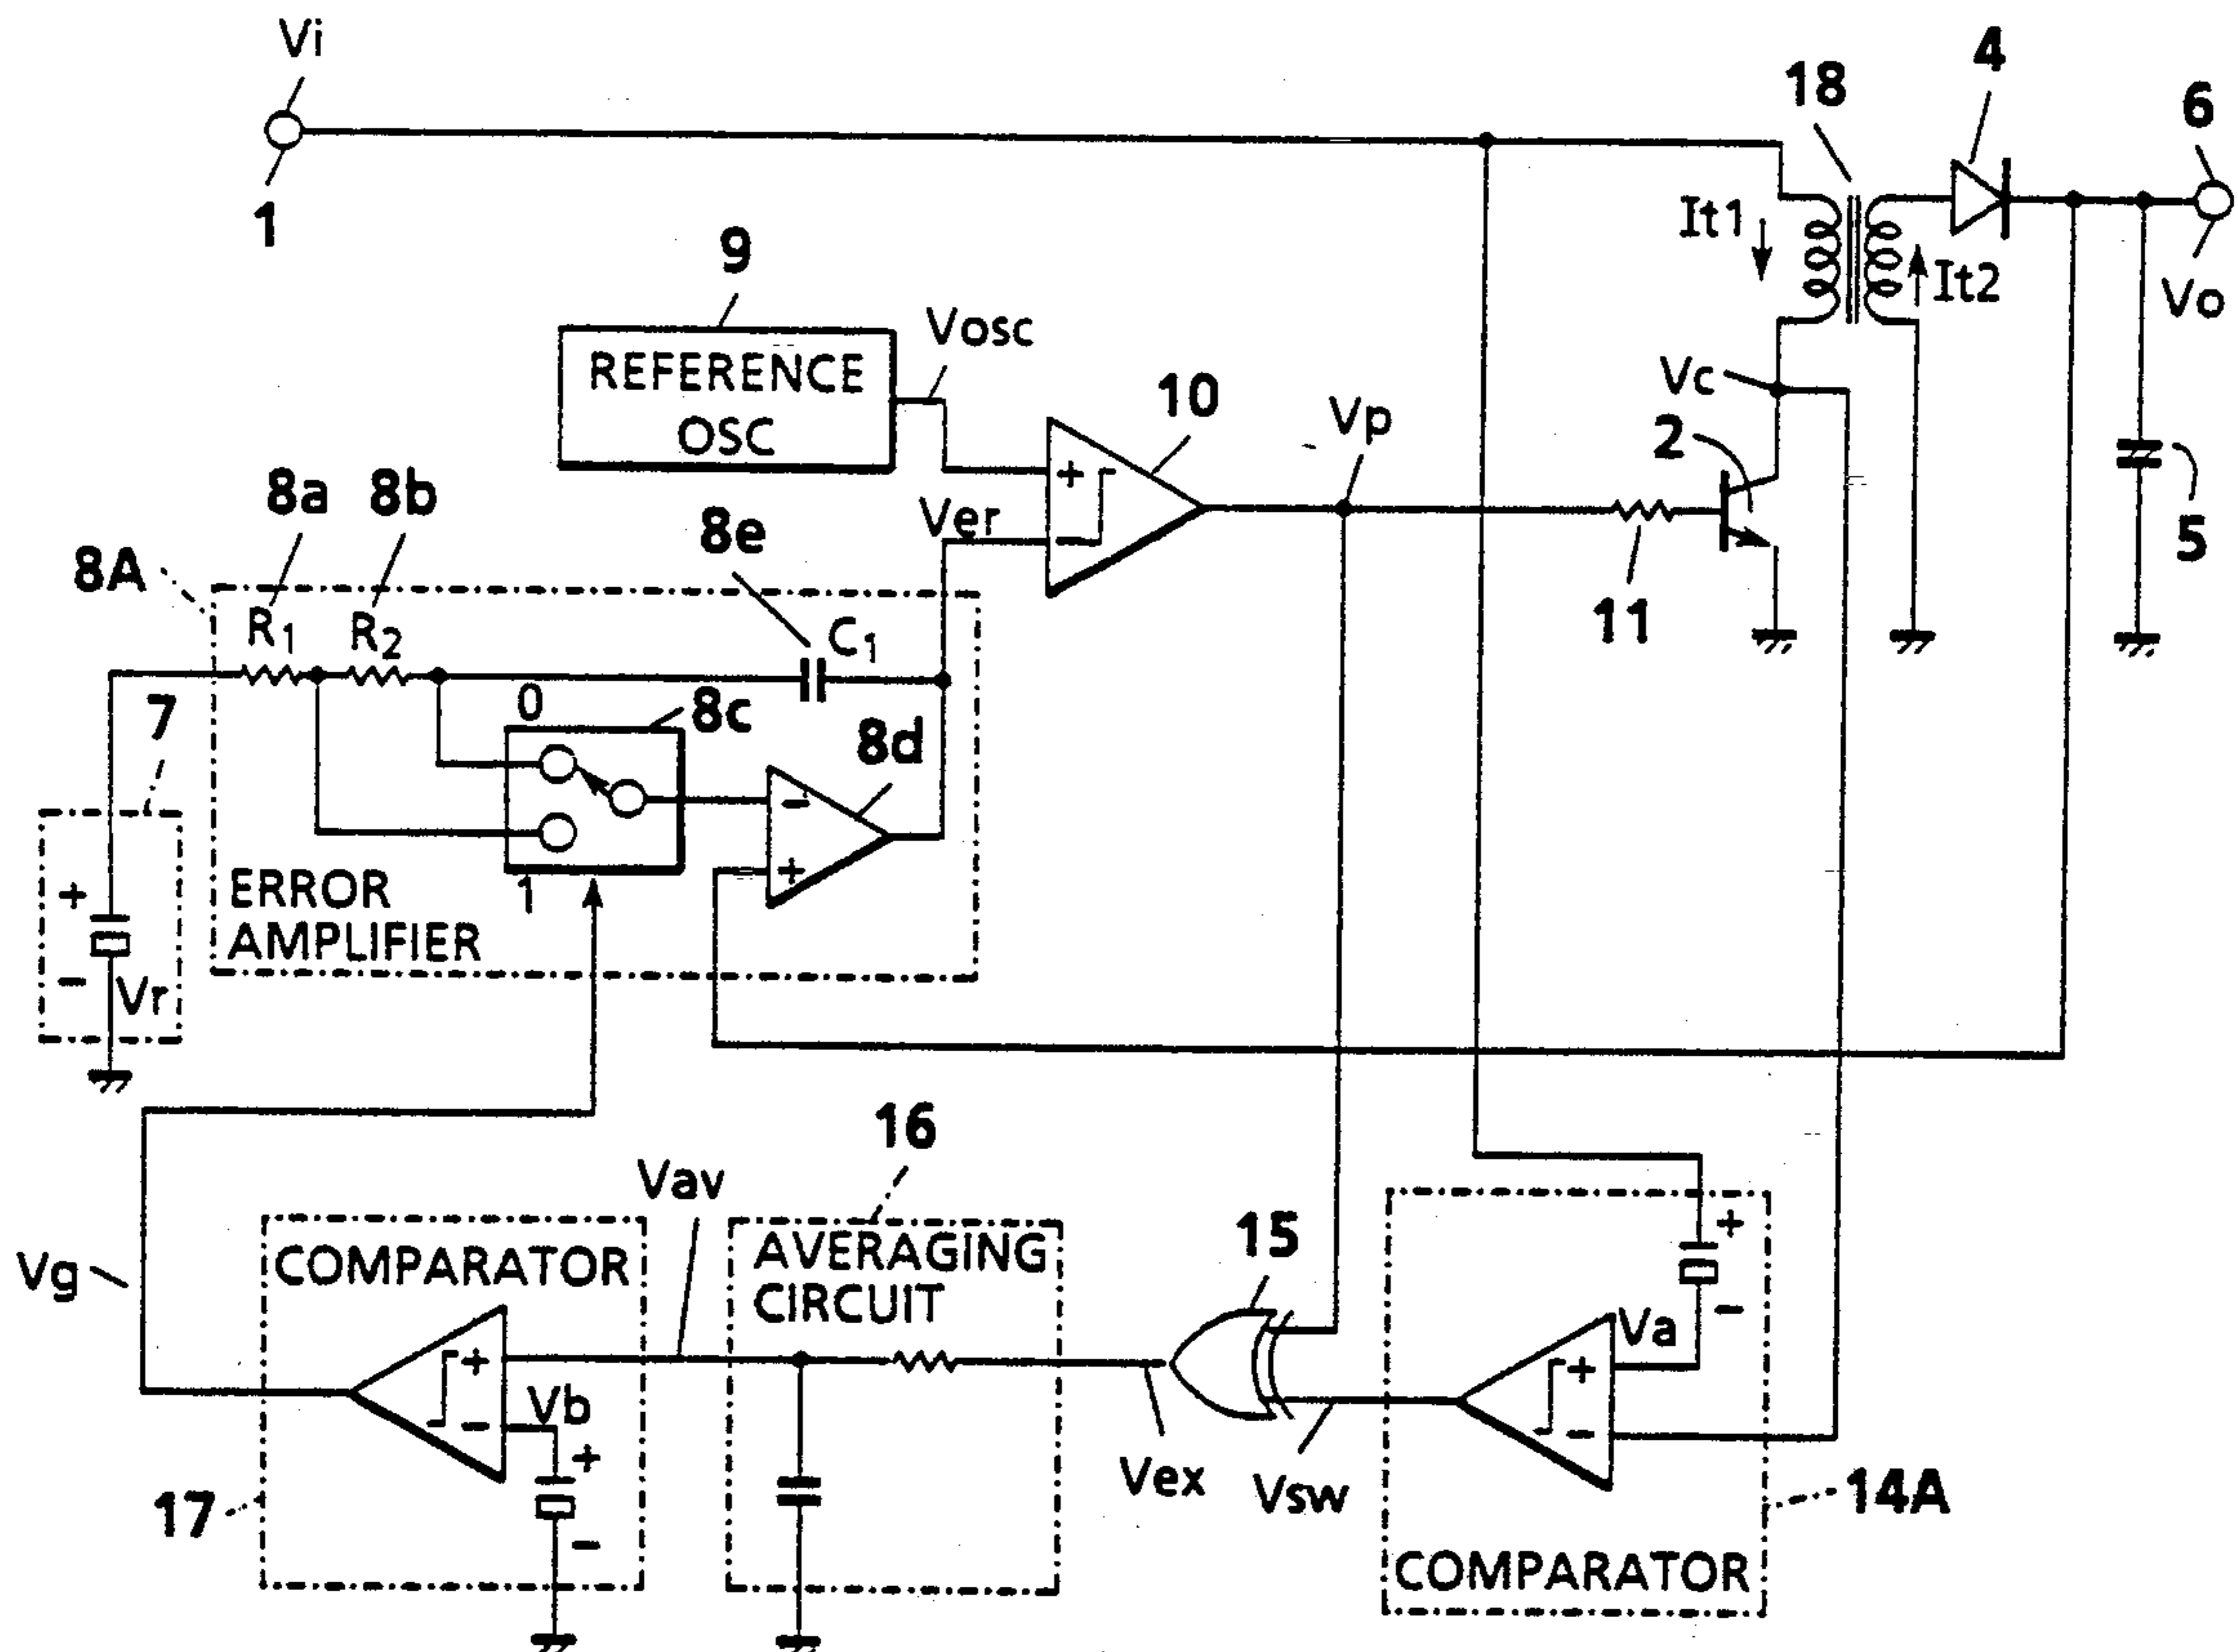 Vi
1
18
4
6
It1
It2
Vo
9
REFERENCE
OSC
Vosc
10
Vp
Vc
2
+
−
Ver
11
5
8a
8b
8e
8A
R1
R2
C1
0
8c
8d
7
−
+
1
ERROR
AMPLIFIER
+
−
Vr
16
Vav
15
Vg
COMPARATOR
AVERAGING
CIRCUIT
+
−
Va
+
−
Vb
+
−
+
−
17
Vex
Vsw
14A
COMPARATOR